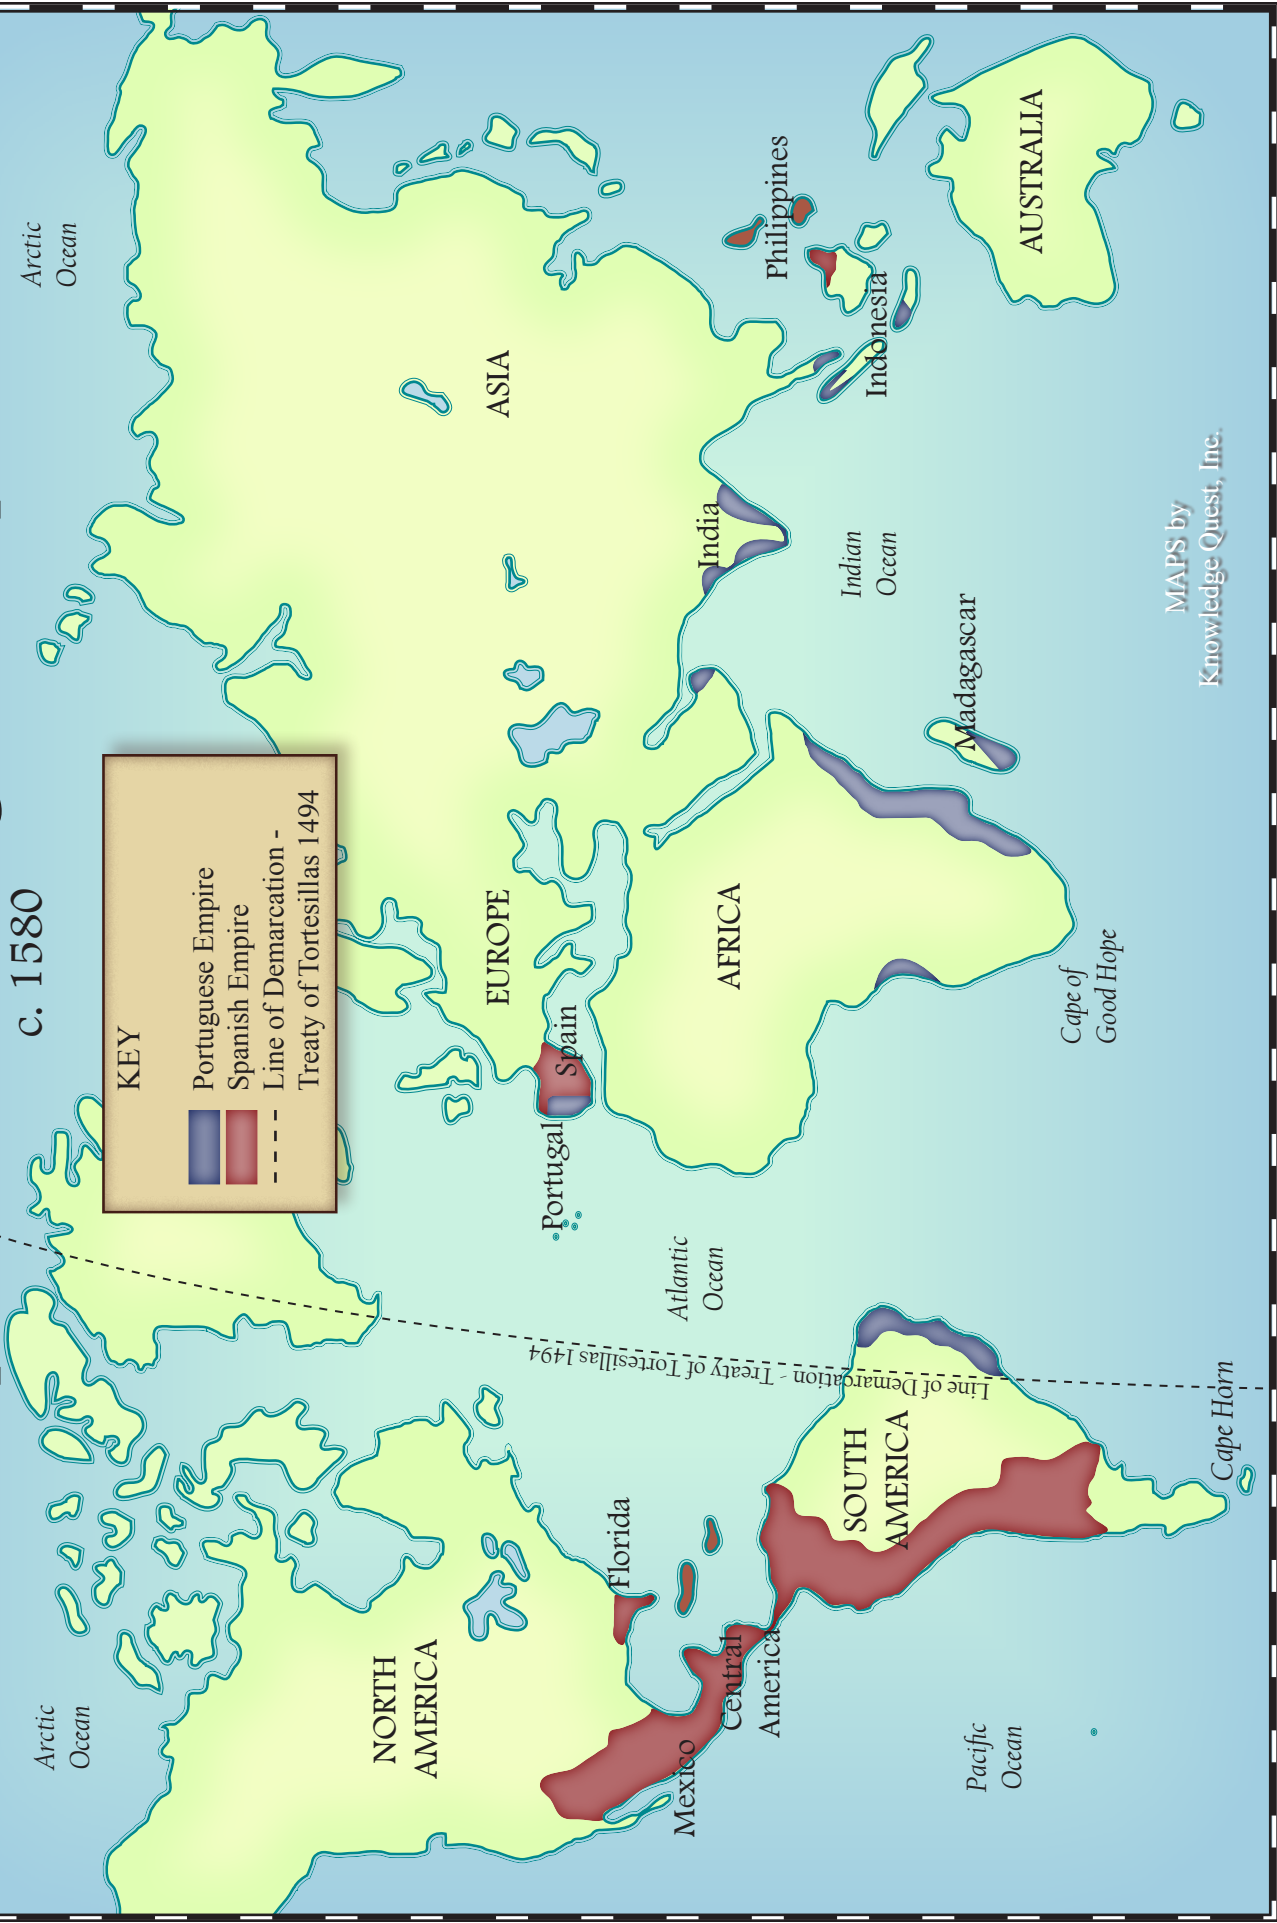 c. 1580
KEY
Portuguese Empire
Spanish Empire
Line of Demarcation -
Treaty of Tortesillas 1494
Arctic
Ocean
Arctic
Ocean
NORTH
AMERICA
EUROPE
ASIA
Portugal
Spain
Florida
Mexico
Central
America
Atlantic
Ocean
Line of Demarcation - Treaty of Tortesillas 1494
AFRICA
India
Philippines
Indonesia
Indian
Ocean
Madagascar
SOUTH
AMERICA
Pacific
Ocean
AUSTRALIA
Cape of
Good Hope
Cape Horn
MAPS by
Knowledge Quest, Inc.